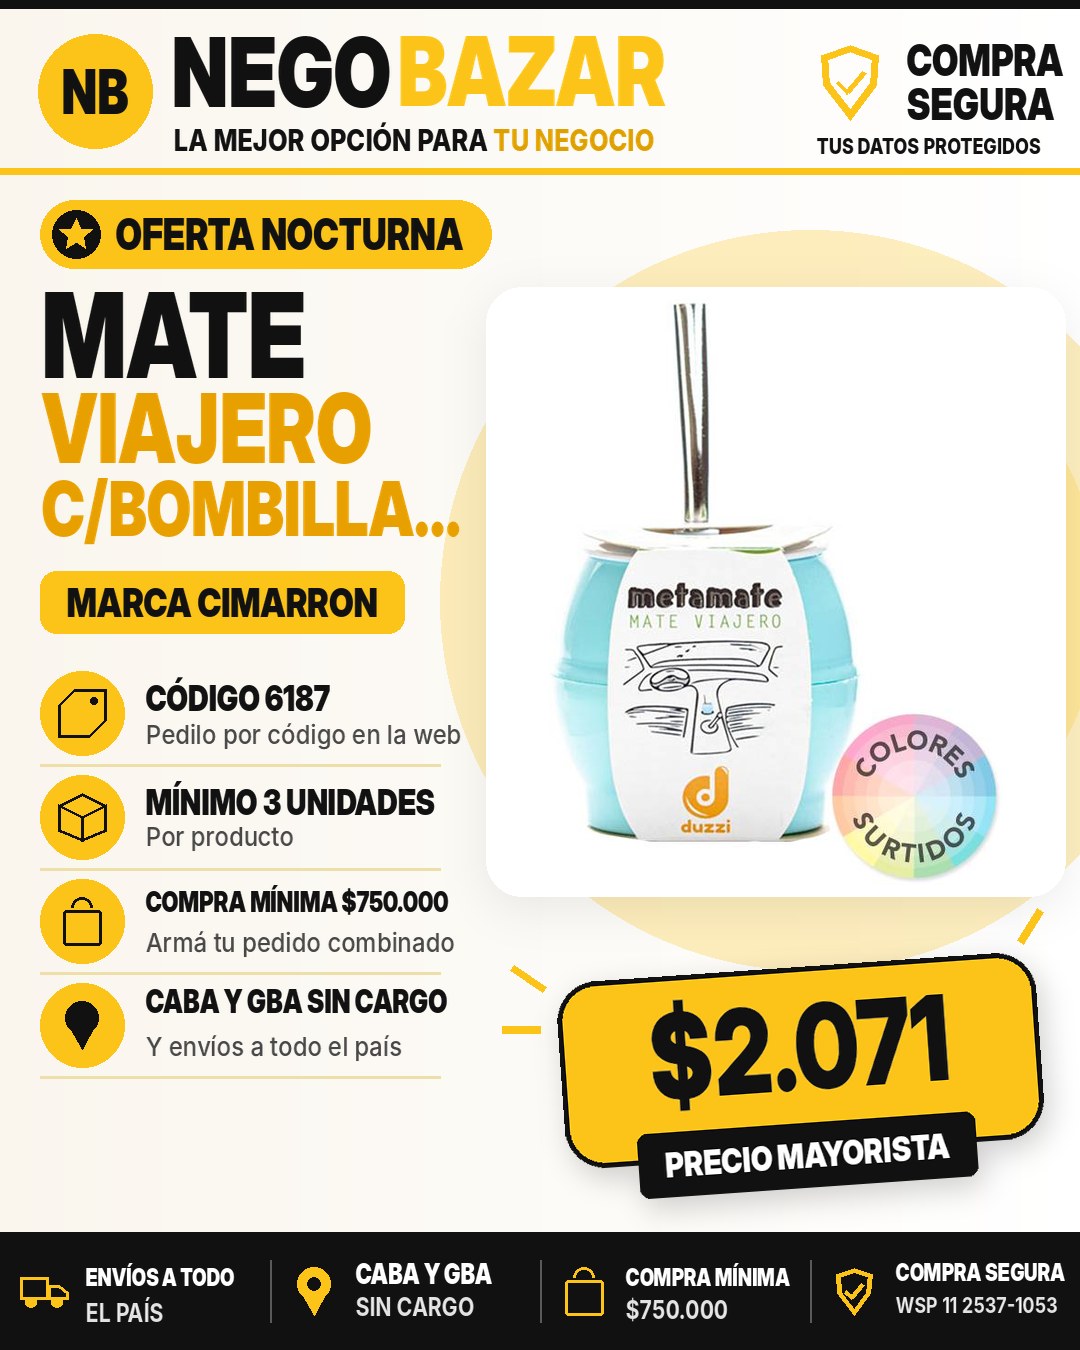 NB
NEGOBAZAR
LA MEJOR OPCIÓN PARA TU NEGOCIO
COMPRA
SEGURA
TUS DATOS PROTEGIDOS
OFERTA NOCTURNA
MATE
VIAJERO
C/BOMBILLA...
MARCA CIMARRON
CÓDIGO 6187
Pedilo por código en la web
MÍNIMO 3 UNIDADES
Por producto
COMPRA MÍNIMA $750.000
Armá tu pedido combinado
CABA Y GBA SIN CARGO
Y envíos a todo el país
metamate
MATE VIAJERO
duzzi
COLORES
SURTIDOS
$2.071
PRECIO MAYORISTA
ENVÍOS A TODO
EL PAÍS
CABA Y GBA
SIN CARGO
COMPRA MÍNIMA
$750.000
COMPRA SEGURA
WSP 11 2537-1053